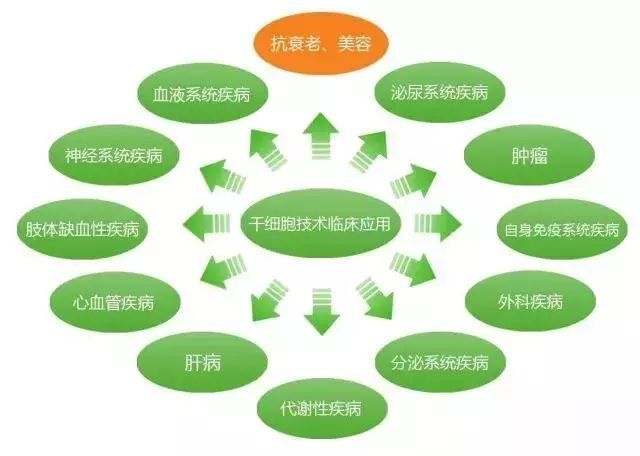 抗衰老、美容
血液系统疾病
泌尿系统疾病
神经系统疾病
肿瘤
肢体缺血性疾病
干细胞技术临床应用
自身免疫系统疾病
心血管疾病
外科疾病
肝病
分泌系统疾病
代谢性疾病